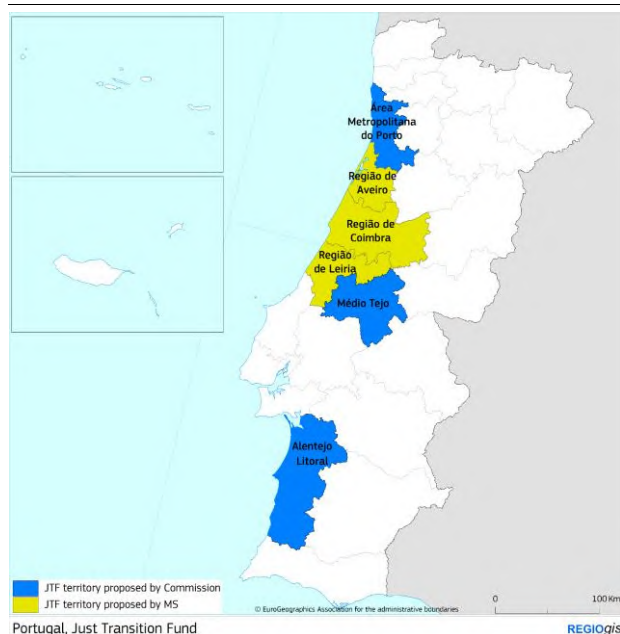 Área
Metropolitana
do Porto
Região de
Aveiro
Região de
Coimbra
Região
de Leiria
Médio Tejo
Alentejo
Litoral
JTF territory proposed by Commission
JTF territory proposed by MS
© EuroGeographics Association for the administrative boundaries
0 100 Km
Portugal, Just Transition Fund
REGIOgis